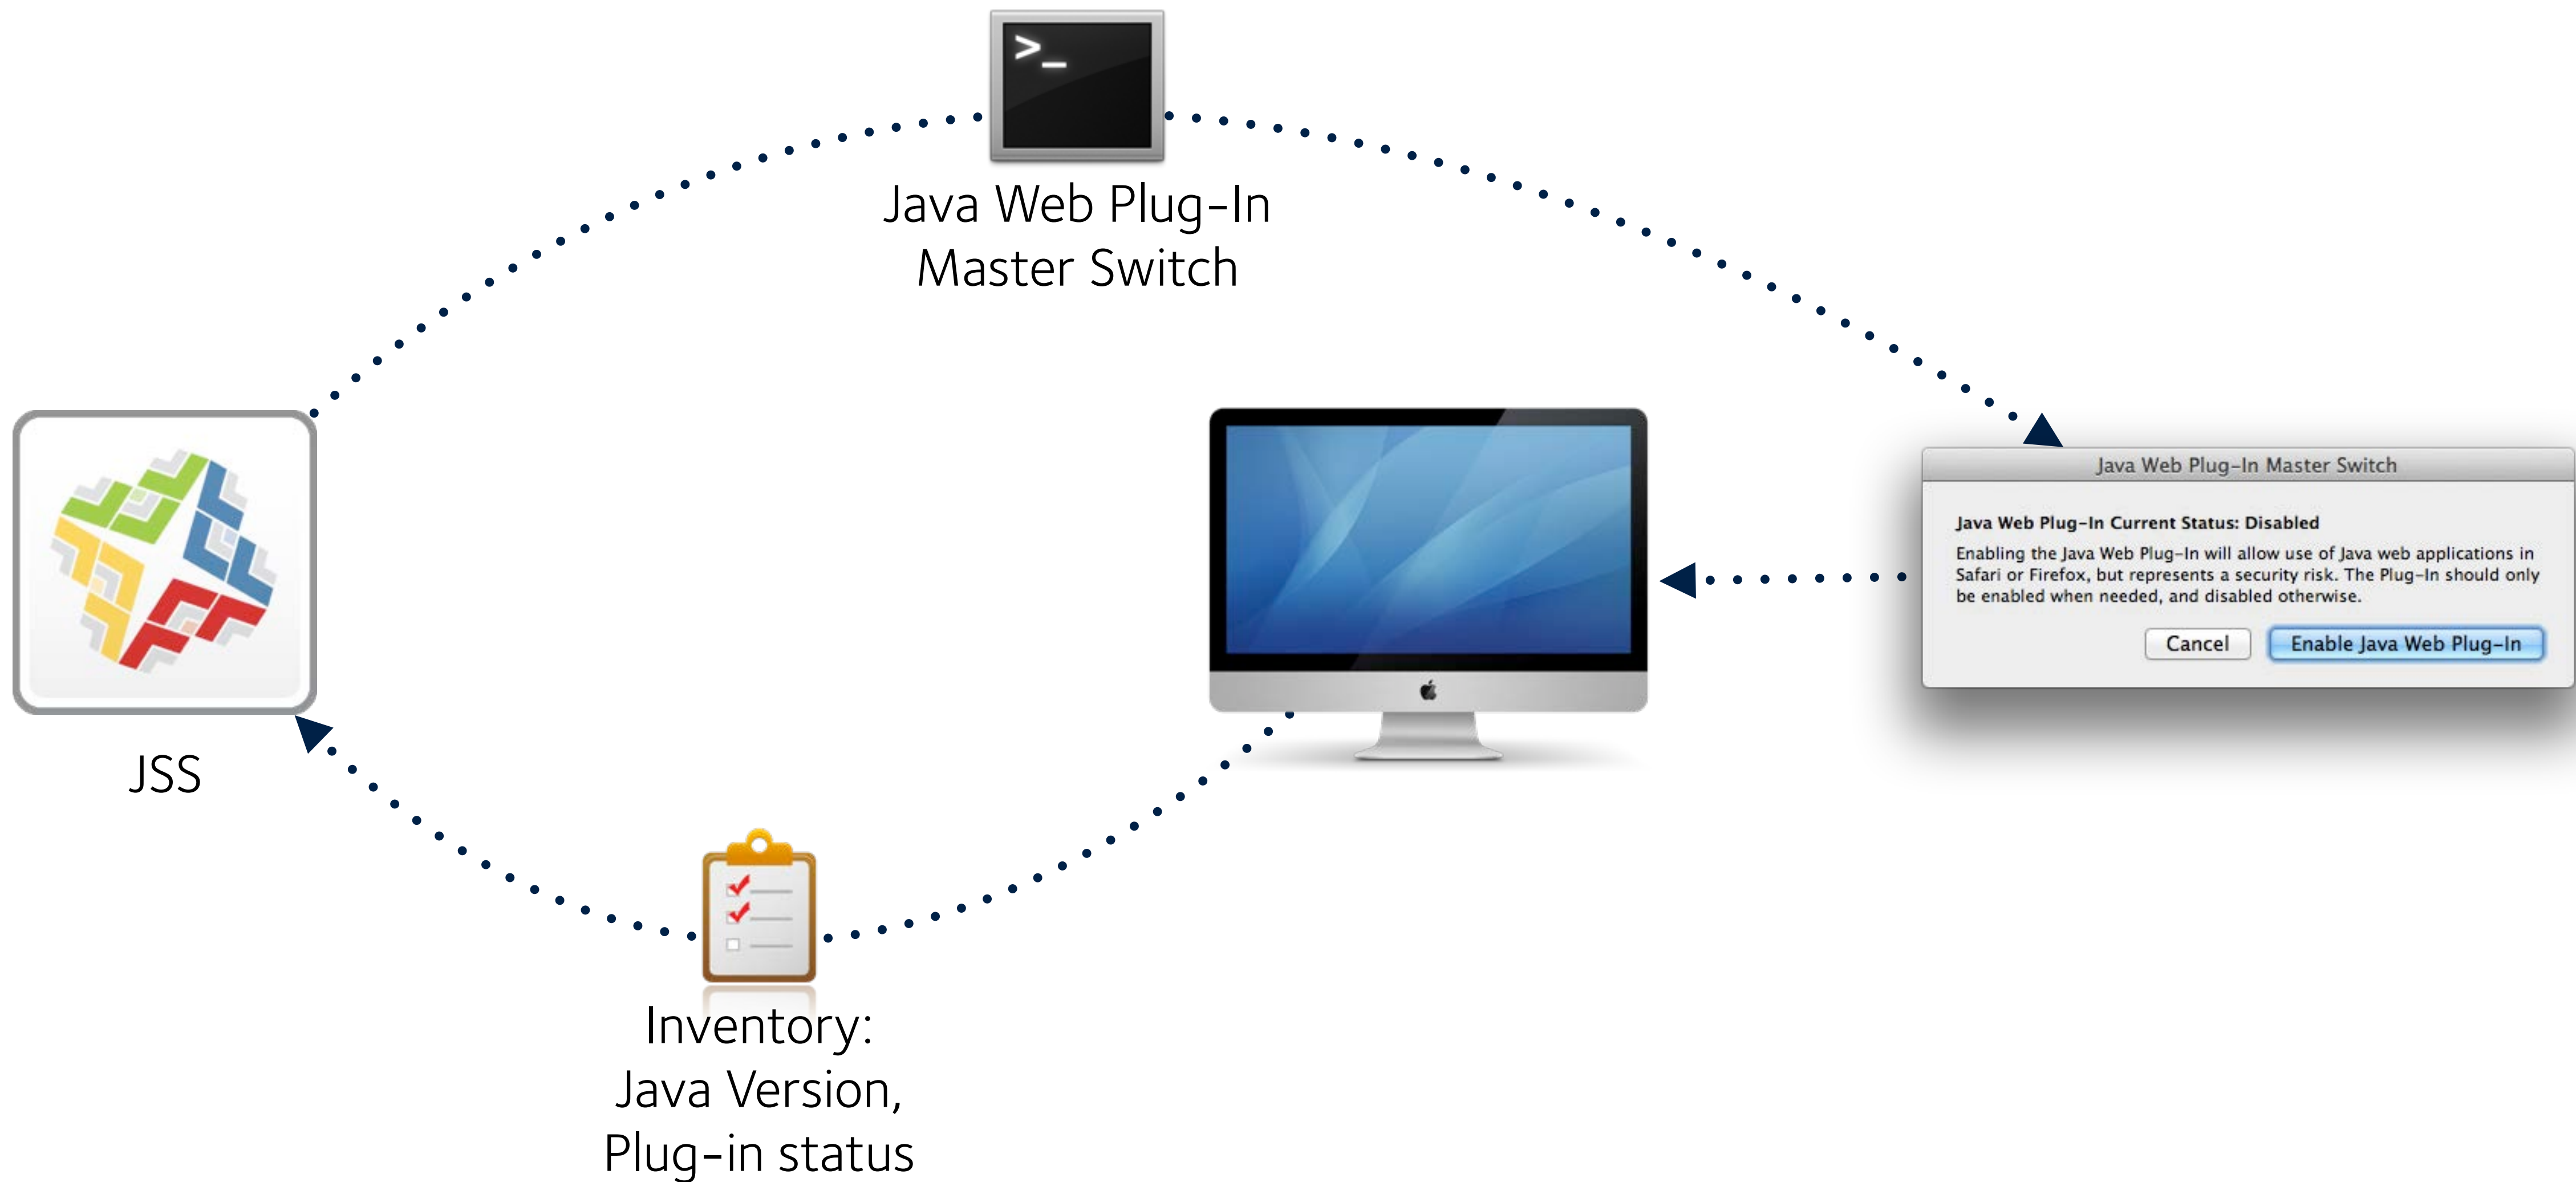 >_
Java Web Plug-In
Master Switch
Java Web Plug-In Master Switch
Java Web Plug-In Current Status: Disabled
Enabling the Java Web Plug-In will allow use of Java web applications in
Safari or Firefox, but represents a security risk. The Plug-In should only
be enabled when needed, and disabled otherwise.
Cancel
Enable Java Web Plug-In
JSS
Inventory:
Java Version,
Plug-in status